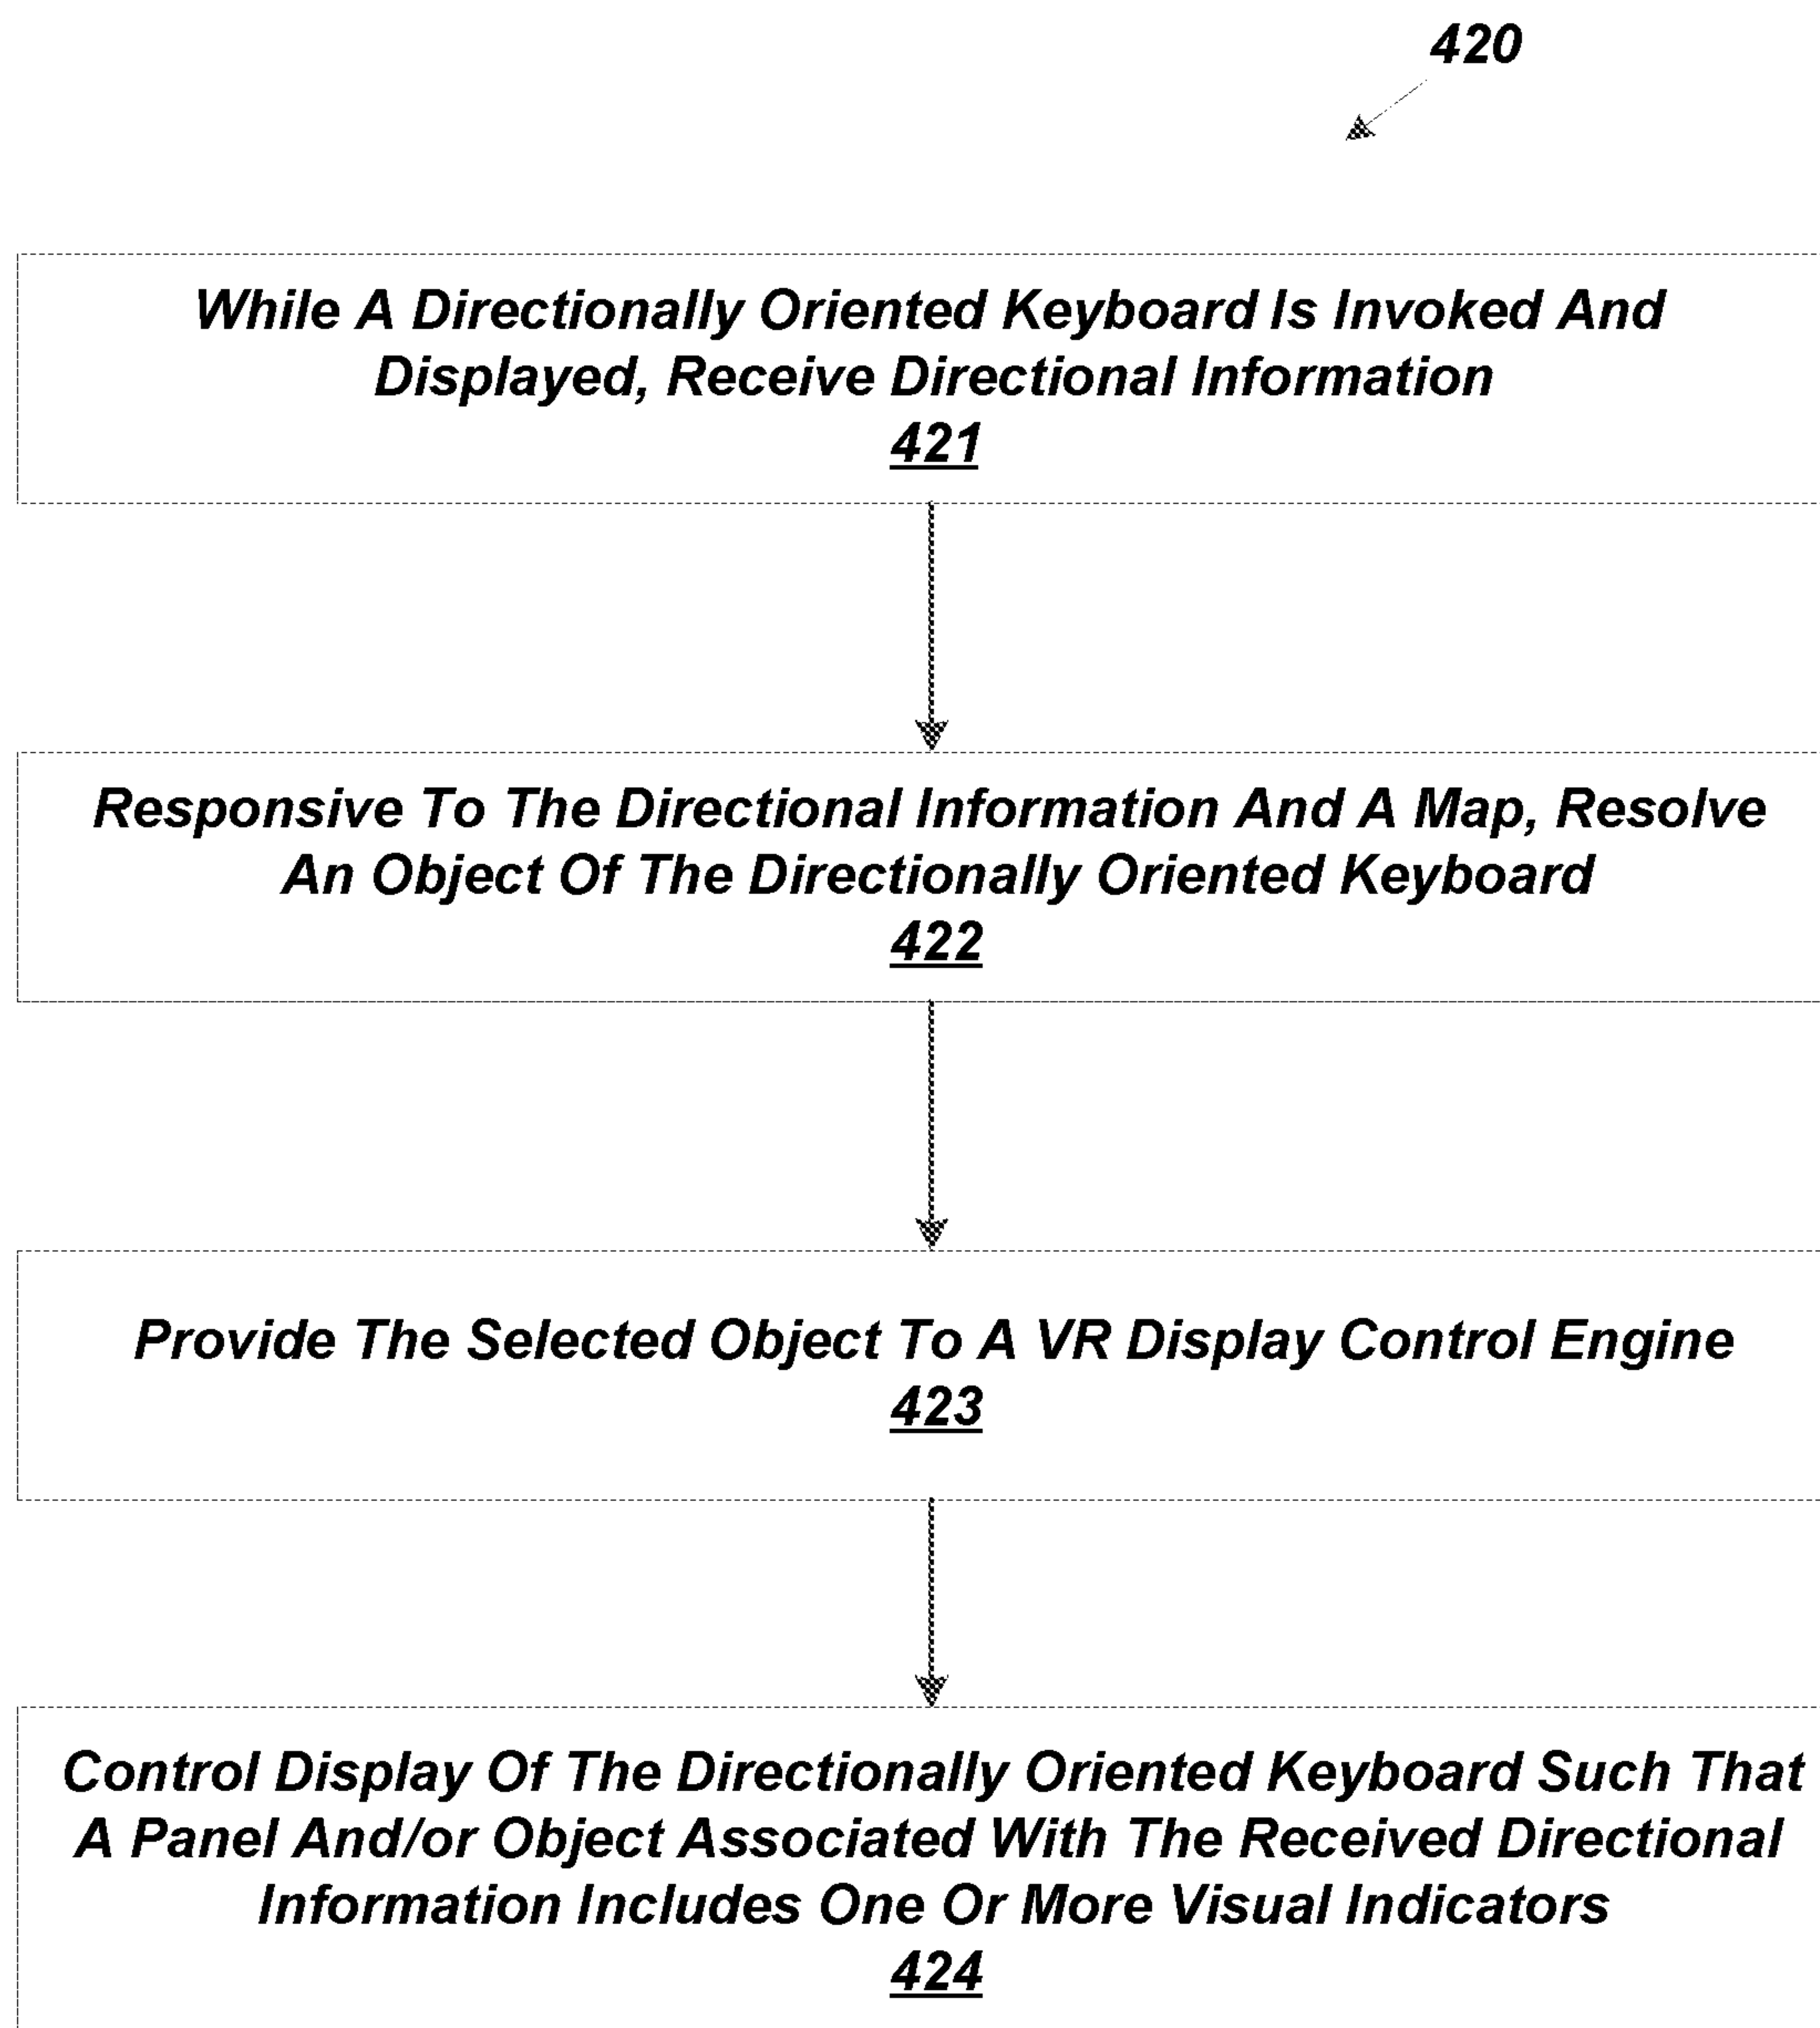 420
While A Directionally Oriented Keyboard Is Invoked And
Displayed, Receive Directional Information
421
Responsive To The Directional Information And A Map, Resolve
An Object Of The Directionally Oriented Keyboard
422
Provide The Selected Object To A VR Display Control Engine
423
Control Display Of The Directionally Oriented Keyboard Such That
A Panel And/or Object Associated With The Received Directional
Information Includes One Or More Visual Indicators
424